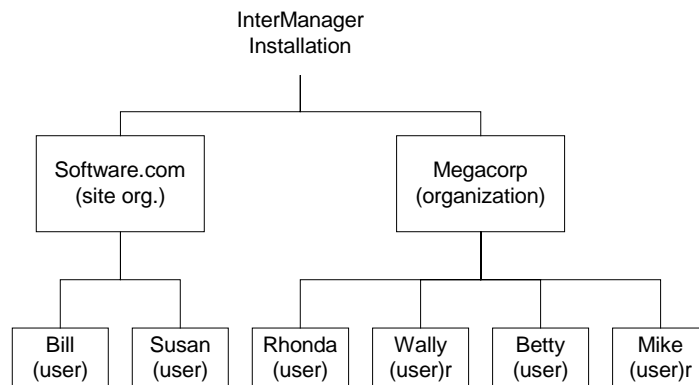 InterManager
Installation
Software.com
(site org.)
Megacorp
(organization)
Bill
(user)
Susan
(user)
Rhonda
(user)
Wally
(user)r
Betty
(user)
Mike
(user)r